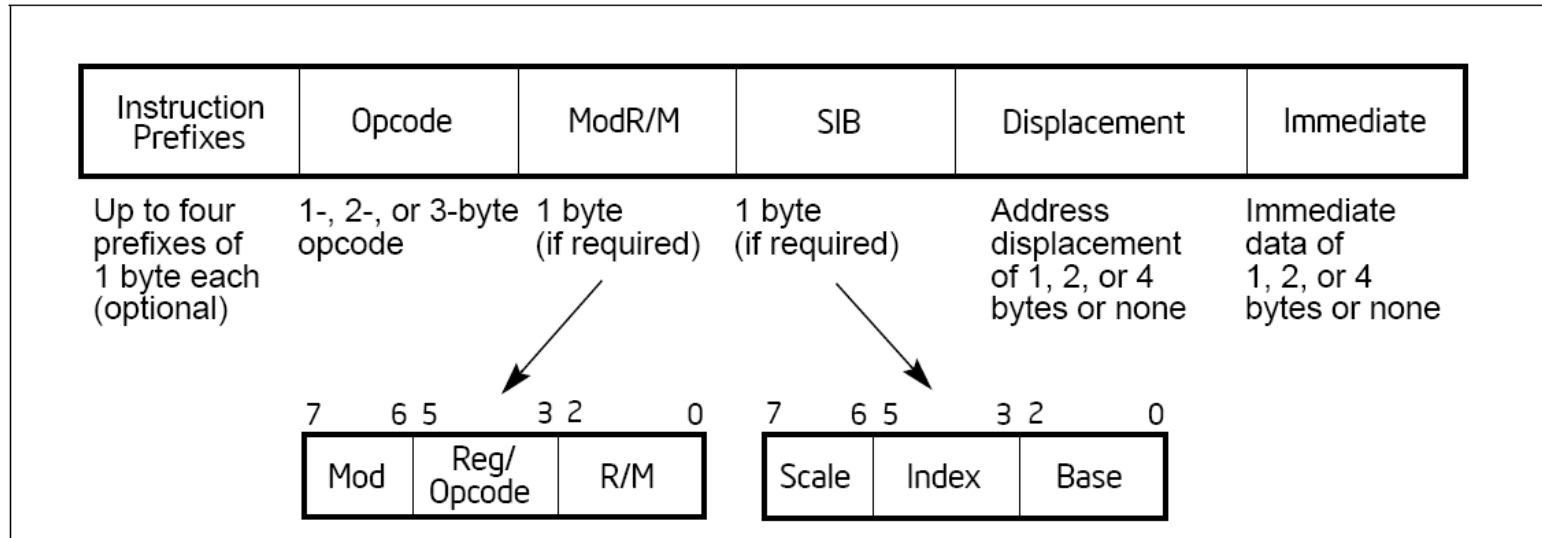 Instruction
Prefixes
Opcode
ModR/M
SIB
Displacement
Immediate
Up to four
prefixes of
1 byte each
(optional)
1-, 2-, or 3-byte
opcode
1 byte
(if required)
1 byte
(if required)
Address
displacement
of 1, 2, or 4
bytes or none
Immediate
data of
1, 2, or 4
bytes or none
7 6 5 3 2 0
Mod
Reg/
Opcode
R/M
7 6 5 3 2 0
Scale
Index
Base